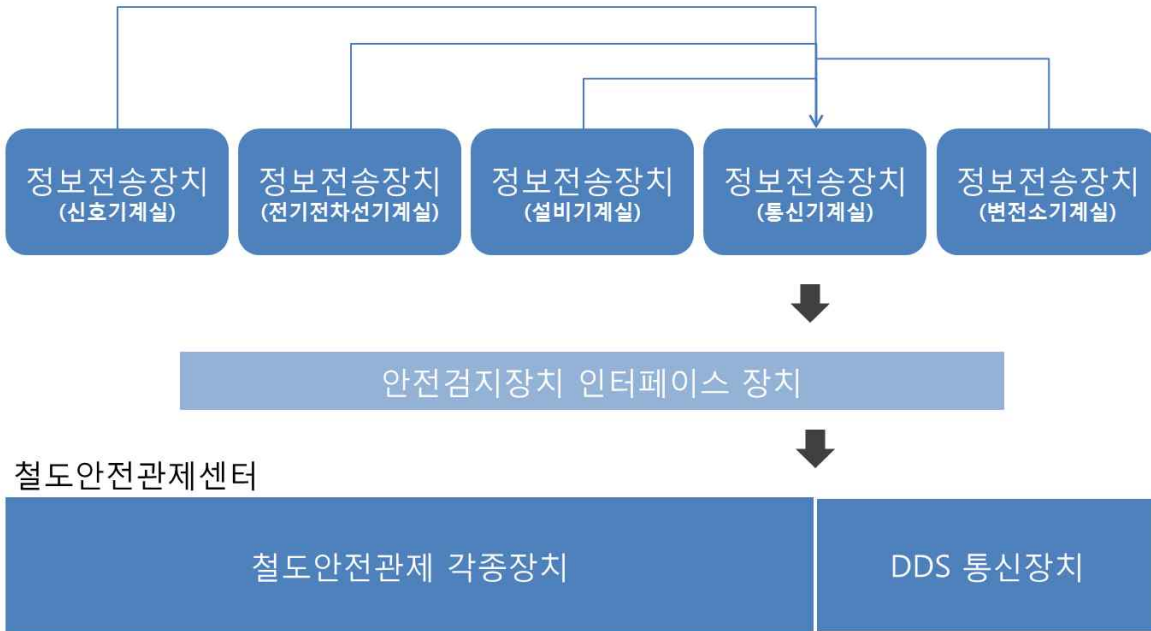 정보전송장치
(신호기계실)
정보전송장치
(전기전차선기계실)
정보전송장치
(설비기계실)
정보전송장치
(통신기계실)
정보전송장치
(변전소기계실)
안전검지장치 인터페이스 장치
철도안전관제센터
철도안전관제 각종장치
DDS 통신장치